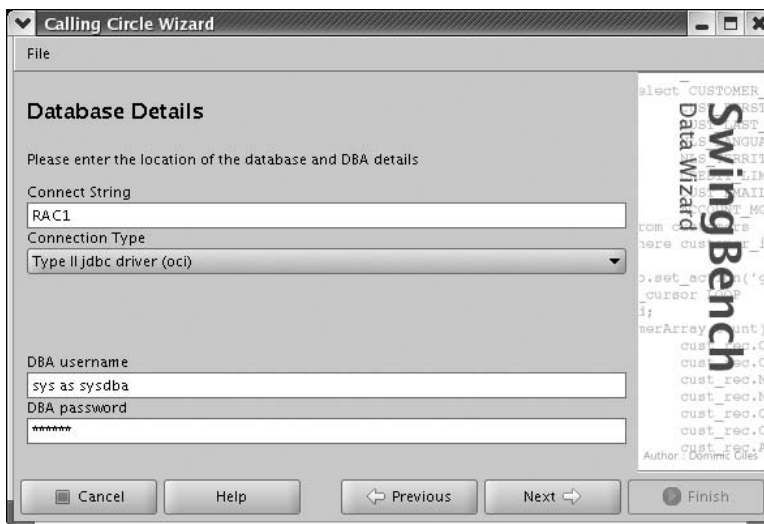 Calling Circle Wizard
File
Database Details
Please enter the location of the database and DBA details
Connect String
RAC1
Connection Type
Type II jdbc driver (oci)
DBA username
sys as sysdba
DBA password
******
SwingBench
Data Wizard
Author : Dominic Giles
Cancel
Help
Previous
Next
Finish